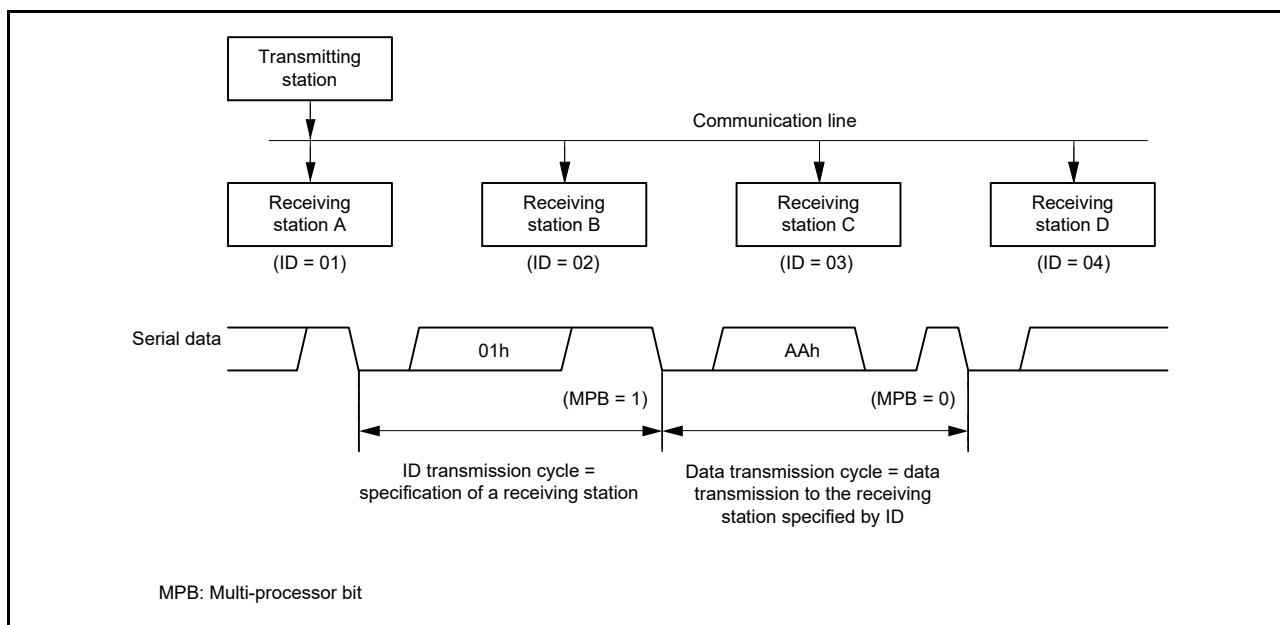 Transmitting
station
Communication line
Receiving
station A
Receiving
station B
Receiving
station C
Receiving
station D
(ID = 01)
(ID = 02)
(ID = 03)
(ID = 04)
Serial data
01h
AAh
(MPB = 1)
(MPB = 0)
ID transmission cycle =
specification of a receiving station
Data transmission cycle = data
transmission to the receiving
station specified by ID
MPB: Multi-processor bit